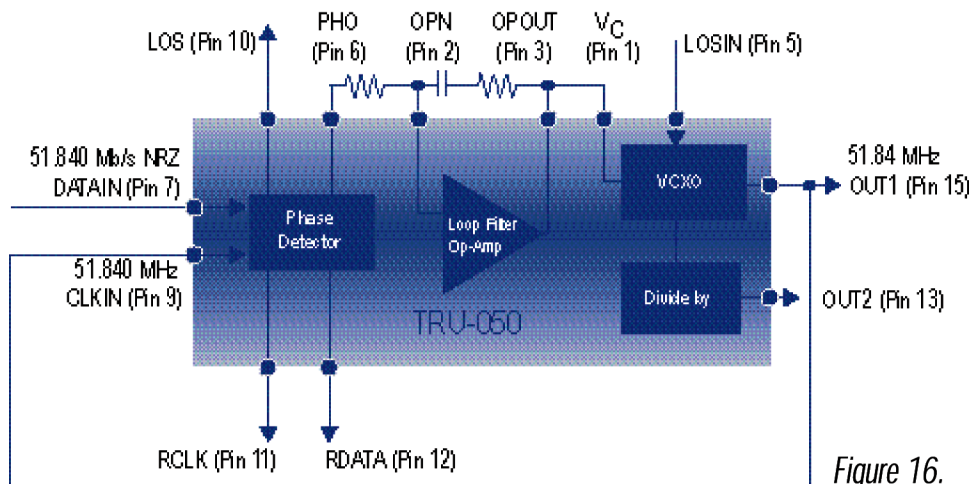 PHO
(Pin 6)
OPN
(Pin 2)
OPOUT
(Pin 3)
VC
(Pin 1)
LOS (Pin 10)
LOSIN (Pin 5)
51.840 Mb/s NRZ
DATAIN (Pin 7)
51.840 MHz
CLKIN (Pin 9)
Phase
Detector
Loop Filter
Op-Amp
VCXO
Divide by
TRU-050
51.84 MHz
OUT1 (Pin 15)
OUT2 (Pin 13)
RCLK (Pin 11)
RDATA (Pin 12)
Figure 16.